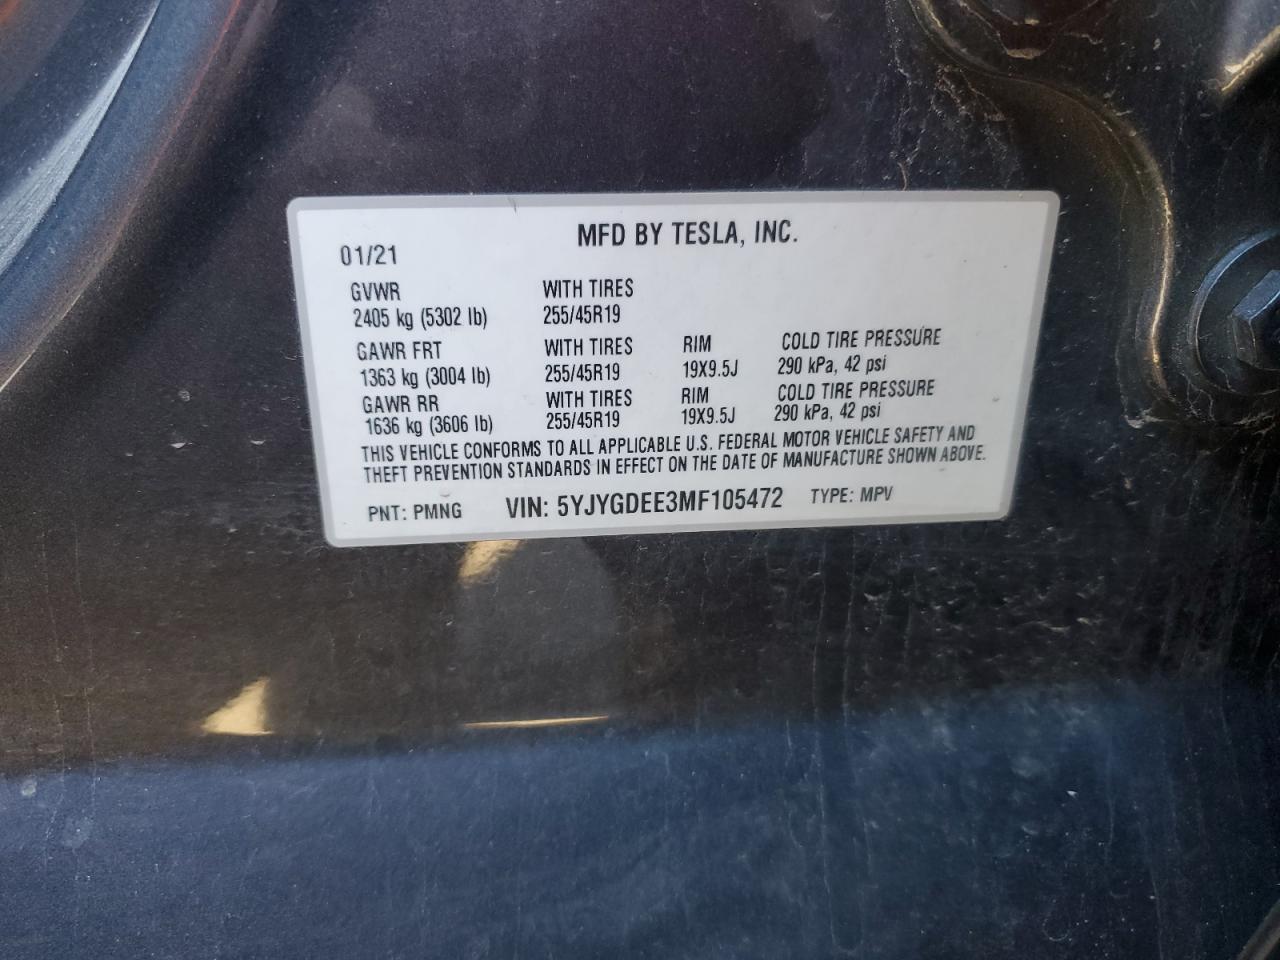 MFD BY TESLA, INC.
01/21
GVWR WITH TIRES
2405 kg (5302 lb) 255/45R19
GAWR FRT WITH TIRES RIM COLD TIRE PRESSURE
1363 kg (3004 lb) 255/45R19 19X9.5J 290 kPa, 42 psi
GAWR RR WITH TIRES RIM COLD TIRE PRESSURE
1636 kg (3606 lb) 255/45R19 19X9.5J 290 kPa, 42 psi
THIS VEHICLE CONFORMS TO ALL APPLICABLE U.S. FEDERAL MOTOR VEHICLE SAFETY AND
THEFT PREVENTION STANDARDS IN EFFECT ON THE DATE OF MANUFACTURE SHOWN ABOVE.
PNT: PMNG VIN: 5YJYGDEE3MF105472 TYPE: MPV